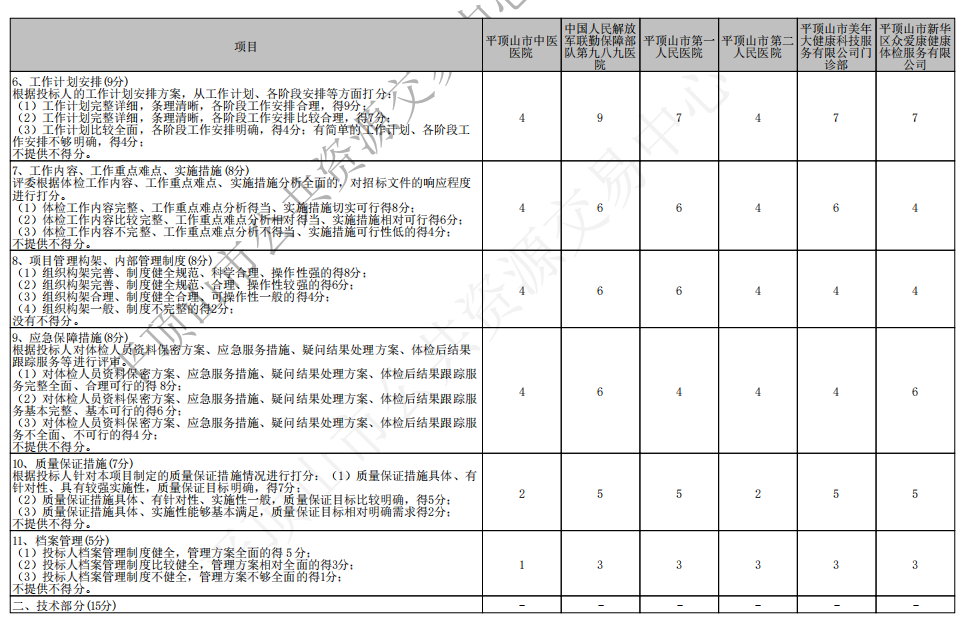 项目
平顶山市中医
医院
中国人民解放
军联勤保障部
队第九八九医
院
平顶山市第一
人民医院
平顶山市第二
人民医院
平顶山市美年
大健康科技服
务有限公司门
诊部
平顶山市新华
区众爱康健康
体检服务有限
公司
6、工作计划安排(9分)
根据投标人的工作计划安排方案，从工作计划、各阶段安排等方面打分：
（1）工作计划完整详细，条理清晰，各阶段工作安排合理，得9分；
（2）工作计划完整详细，条理清晰，各阶段工作安排比较合理，得7分；
（3）工作计划比较全面，各阶段工作安排明确，得4分；有简单的工作计划、各阶段工
作安排不够明确，得4分；
不提供不得分。
4 9 7 4 7 7
7、工作内容、工作重点难点、实施措施(8分)
评委根据体检工作内容、工作重点难点、实施措施分析全面的，对招标文件的响应程度
进行打分。
（1）体检工作内容完整、工作重点难点分析得当、实施措施切实可行得8分；
（2）体检工作内容比较完整、工作重点难点分析相对得当、实施措施相对可行得6分；
（3）体检工作内容不完整、工作重点难点分析不得当、实施措施可行性低的得4分；
不提供不得分。
4 6 6 4 6 4
8、项目管理构架、内部管理制度(8分)
（1）组织构架完善、制度健全规范、科学合理、操作性强的得8分；
（2）组织构架完善、制度健全规范、合理、操作性较强的得6分；
（3）组织构架合理、制度健全合理、可操作性一般的得4分；
（4）组织构架一般、制度不完整的得2分；
没有不得分。
4 6 6 4 4 4
9、应急保障措施(8分)
根据投标人对体检人员资料保密方案、应急服务措施、疑问结果处理方案、体检后结果
跟踪服务等进行评审。
（1）对体检人员资料保密方案、应急服务措施、疑问结果处理方案、体检后结果跟踪服
务完整全面、合理可行的得 8分；
（2）对体检人员资料保密方案、应急服务措施、疑问结果处理方案、体检后结果跟踪服
务基本完整、基本可行的得6 分；
（3）对体检人员资料保密方案、应急服务措施、疑问结果处理方案、体检后结果跟踪服
务不全面、不可行的得4 分；
不提供不得分。
4 6 4 4 4 6
10、质量保证措施(7分)
根据投标人针对本项目制定的质量保证措施情况进行打分：（1）质量保证措施具体、有
针对性、具有较强实施性，质量保证目标明确，得7分；
（2）质量保证措施具体、有针对性、实施性一般，质量保证目标比较明确，得5分；
（3）质量保证措施具体、实施性能够基本满足，质量保证目标相对明确需求得2分；
不提供不得分。
2 5 5 2 5 5
11、档案管理(5分)
（1）投标人档案管理制度健全，管理方案全面的得 5 分；
（2）投标人档案管理制度比较健全，管理方案相对全面的得3分；
（3）投标人档案管理制度不健全，管理方案不够全面的得1分；
不提供不得分。
1 3 3 3 3 3
二、技术部分(15分)
- - - - - -
平顶山市公共资源交易中心
平顶山市公共资源交易中心